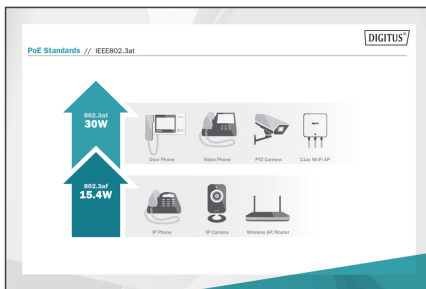 DIGITUS®
PoE Standards // IEEE802.3at
802.3at
30W
Door Phone
Video Phone
PTZ Camera
11ac Wi-Fi AP
802.3af
15.4W
IP Phone
IP Camera
Wireless AP/Router